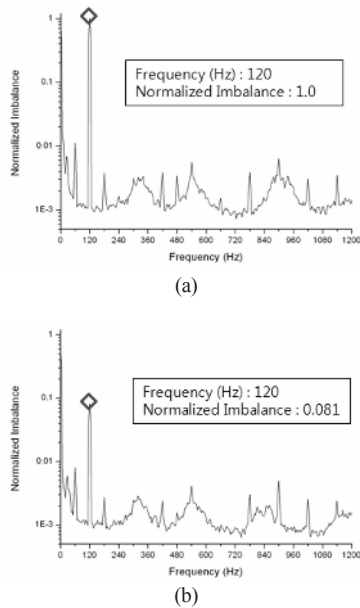 1
0.1
0.01
1E-3
Normalized Imbalance
Frequency (Hz) : 120
Normalized Imbalance : 1.0
0 120 240 360 480 600 720 840 960 1080 1200
Frequency (Hz)
(a)
1
0.1
0.01
1E-3
Normalized Imbalance
Frequency (Hz) : 120
Normalized Imbalance : 0.081
0 120 240 360 480 600 720 840 960 1080 1200
Frequency (Hz)
(b)